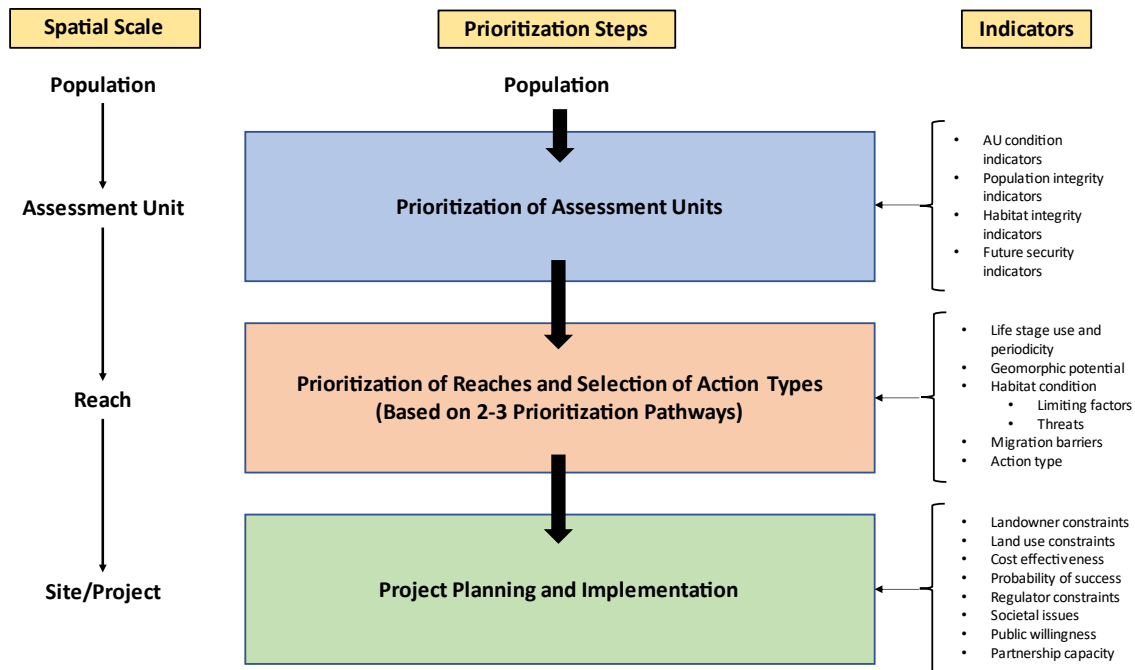 Spatial Scale
Population
Assessment Unit
Reach
Site/Project
Prioritization Steps
Population
Prioritization of Assessment Units
Prioritization of Reaches and Selection of Action Types
(Based on 2-3 Prioritization Pathways)
Project Planning and Implementation
Indicators
• AU condition
indicators
• Population integrity
indicators
• Habitat integrity
indicators
• Future security
indicators
• Life stage use and
periodicity
• Geomorphic potential
• Habitat condition
• Limiting factors
• Threats
• Migration barriers
• Action type
• Landowner constraints
• Land use constraints
• Cost effectiveness
• Probability of success
• Regulator constraints
• Societal issues
• Public willingness
• Partnership capacity